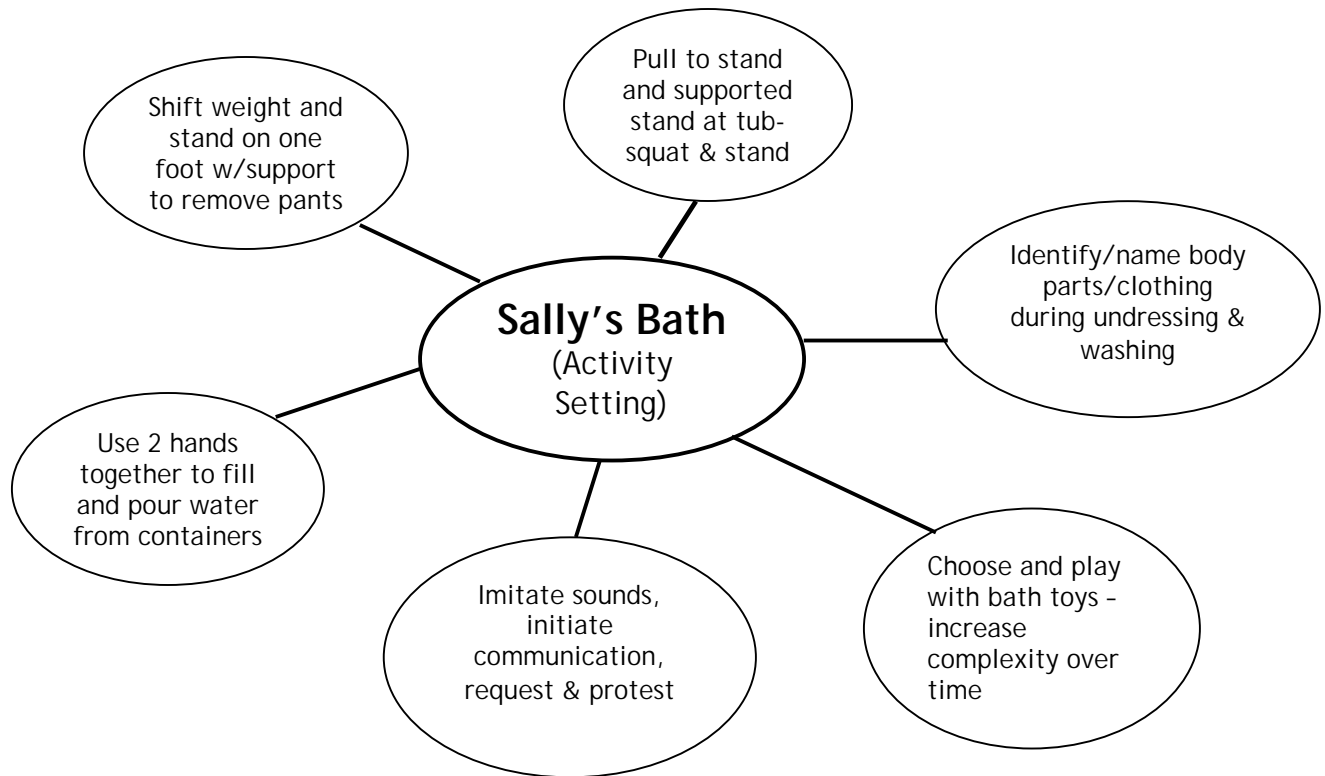 Pull to stand
and supported
stand at tub-
squat & stand
Shift weight and
stand on one
foot w/support
to remove pants
Identify/name body
parts/clothing
during undressing &
washing
Sally’s Bath
(Activity
Setting)
Use 2 hands
together to fill
and pour water
from containers
Imitate sounds,
initiate
communication,
request & protest
Choose and play
with bath toys –
increase
complexity over
time